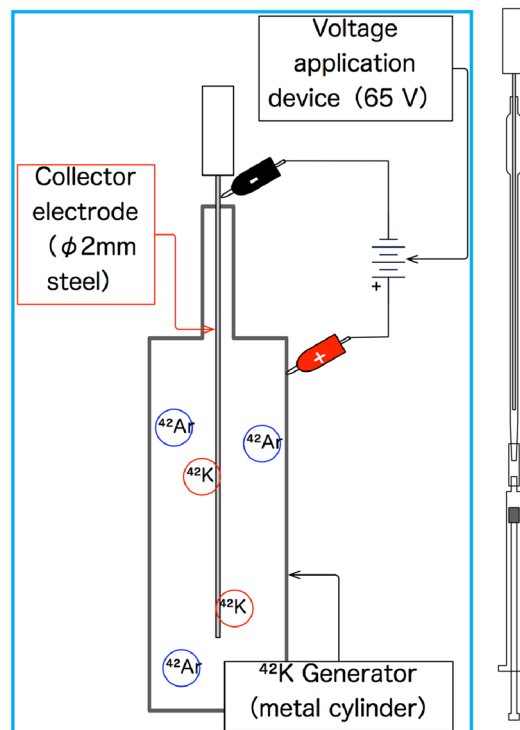 Voltage
application
device (65 V)
Collector
electrode
(φ2mm
steel)
-
+
+
⁴²Ar
⁴²Ar
⁴²K
⁴²K
⁴²Ar
⁴²K Generator
(metal cylinder)